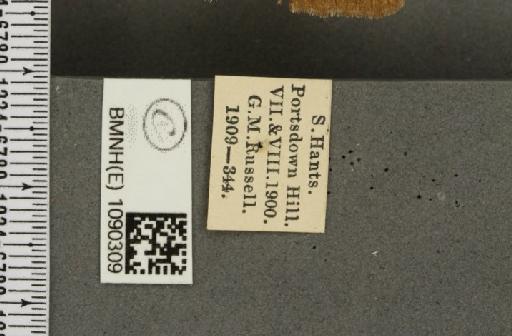 S. Hants.
Portsdown Hill.
VII.&VIII.1900.
G.M.Russell.
1909—344.
C
BMNH(E) 1090309